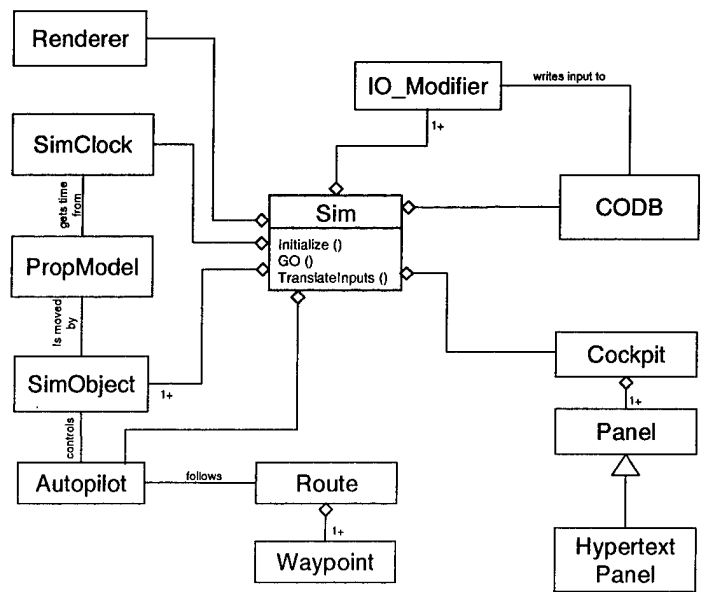 Renderer
IO_Modifier
writes input to
1+
SimClock
gets time
from
Sim
Initialize ()
GO ()
TranslateInputs ()
CODB
PropModel
Is moved
by
SimObject
1+
Cockpit
1+
Panel
controls
Autopilot
follows
Route
1+
Waypoint
Hypertext
Panel